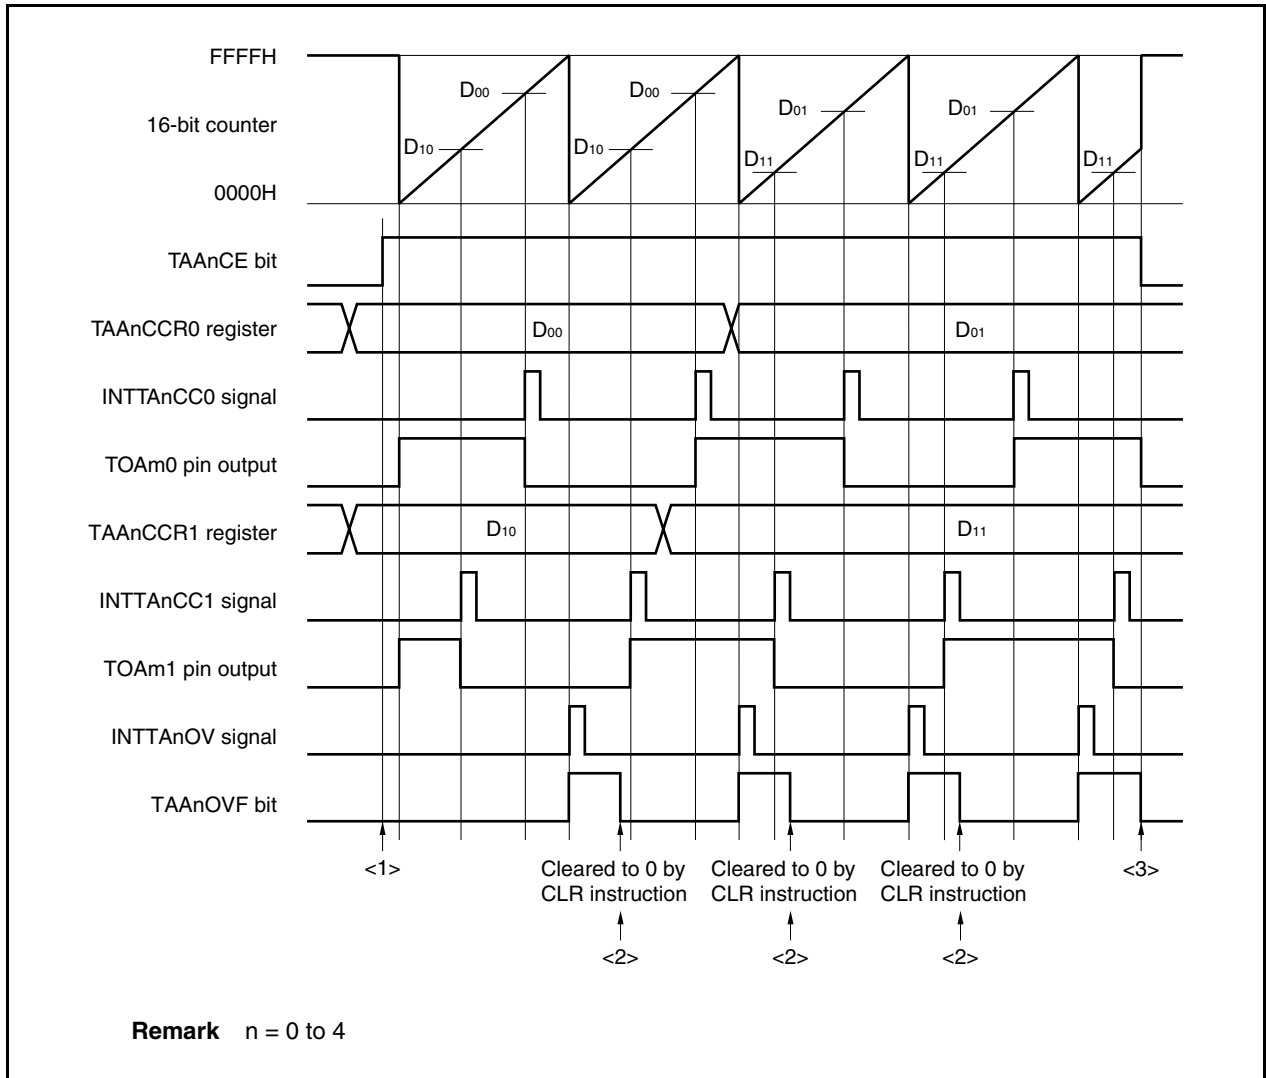 FFFFH
D00
D00
D01
D01
16-bit counter
D10
D10
D11
D11
D11
0000H
TAAnCE bit
TAAnCCR0 register
D00
D01
INTTAnCC0 signal
TOAm0 pin output
TAAnCCR1 register
D10
D11
INTTAnCC1 signal
TOAm1 pin output
INTTAnOV signal
TAAnOVF bit
<1>
Cleared to 0 by
CLR instruction
Cleared to 0 by
CLR instruction
Cleared to 0 by
CLR instruction
<3>
<2>
<2>
<2>
Remark n = 0 to 4